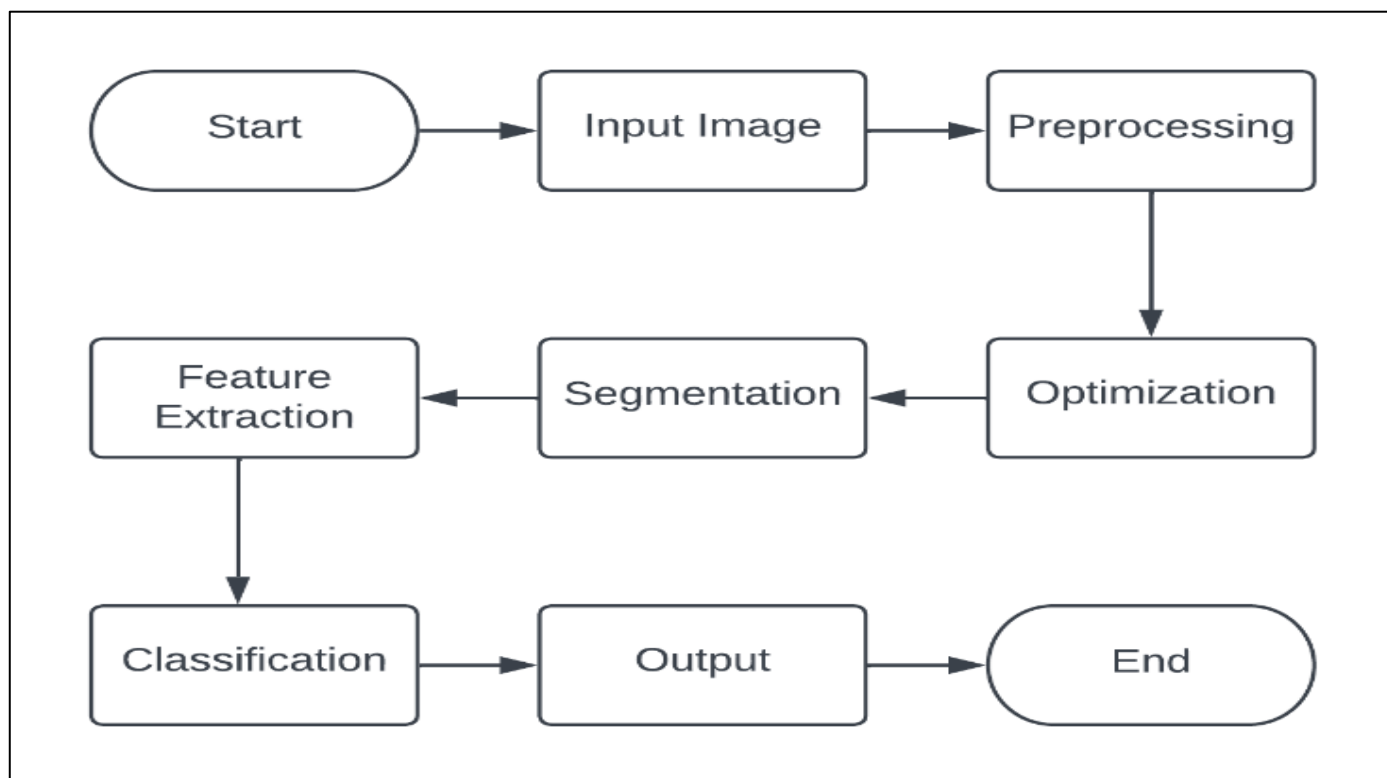 Start
Input Image
Preprocessing
Optimization
Segmentation
Feature
Extraction
Classification
Output
End